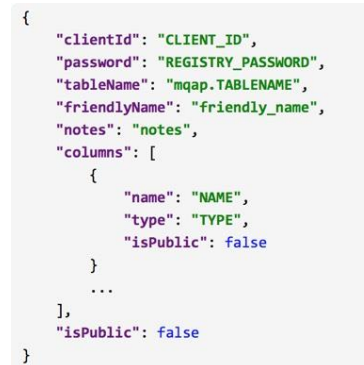 {
    "clientId": "CLIENT_ID",
    "password": "REGISTRY_PASSWORD",
    "tableName": "mqap.TABLENAME",
    "friendlyName": "friendly_name",
    "notes": "notes",
    "columns": [
        {
            "name": "NAME",
            "type": "TYPE",
            "isPublic": false
        }
        ...
    ],
    "isPublic": false
}